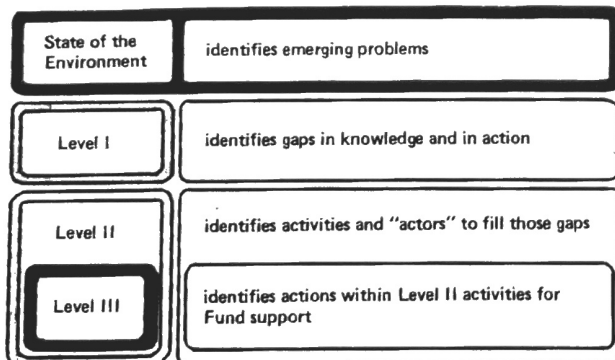 State of the
Environment
identifies emerging problems
Level I
identifies gaps in knowledge and in action
Level II
identifies activities and "actors" to fill those gaps
Level III
identifies actions within Level II activities for
Fund support